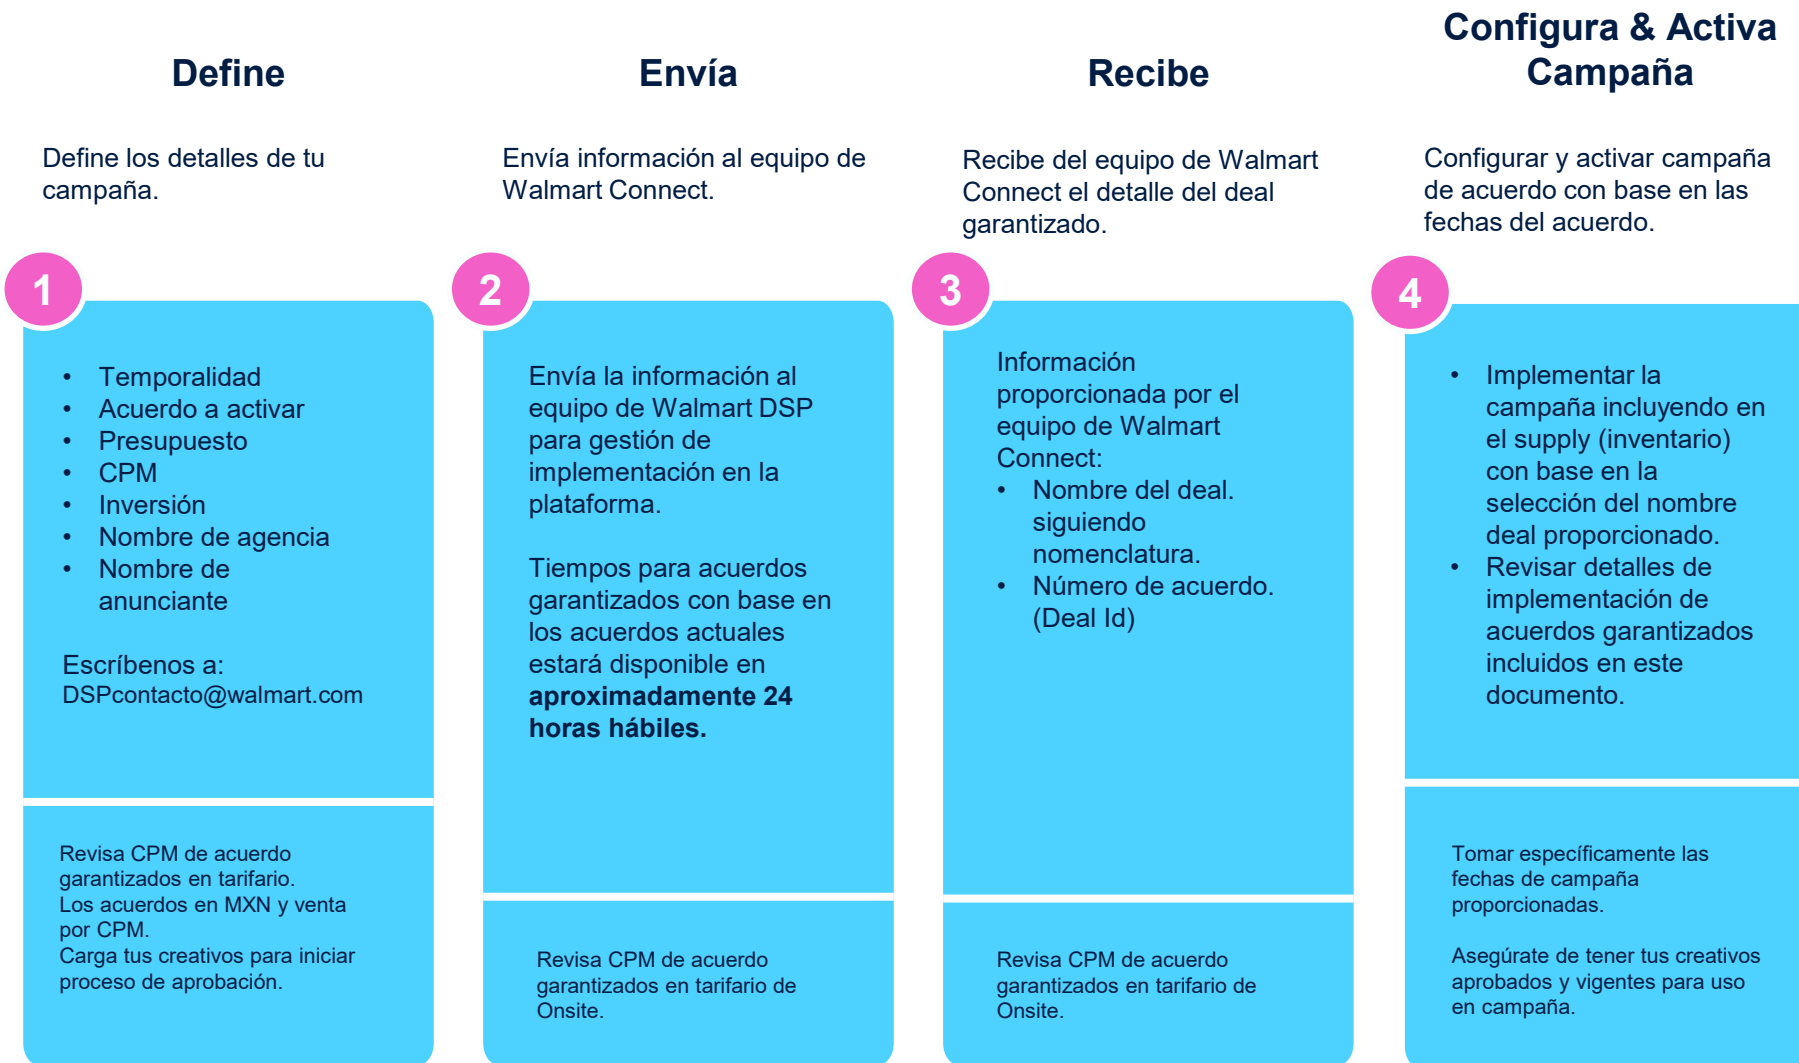 Define
Define los detalles de tu
campaña.
1
• Temporalidad
• Acuerdo a activar
• Presupuesto
• CPM
• Inversión
• Nombre de agencia
• Nombre de
anunciante
Escríbenos a:
DSPcontacto@walmart.com
Revisa CPM de acuerdo
garantizados en tarifario.
Los acuerdos en MXN y venta
por CPM.
Carga tus creativos para iniciar
proceso de aprobación.
Envía
Envía información al equipo de
Walmart Connect.
2
Envía la información al
equipo de Walmart DSP
para gestión de
implementación en la
plataforma.
Tiempos para acuerdos
garantizados con base en
los acuerdos actuales
estará disponible en
aproximadamente 24
horas hábiles.
Revisa CPM de acuerdo
garantizados en tarifario de
Onsite.
Recibe
Recibe del equipo de Walmart
Connect el detalle del deal
garantizado.
3
Información
proporcionada por el
equipo de Walmart
Connect:
• Nombre del deal.
siguiendo
nomenclatura.
• Número de acuerdo.
(Deal Id)
Revisa CPM de acuerdo
garantizados en tarifario de
Onsite.
Configura & Activa
Campaña
Configurar y activar campaña
de acuerdo con base en las
fechas del acuerdo.
4
• Implementar la
campaña incluyendo en
el supply (inventario)
con base en la
selección del nombre
deal proporcionado.
• Revisar detalles de
implementación de
acuerdos garantizados
incluidos en este
documento.
Tomar específicamente las
fechas de campaña
proporcionadas.
Asegúrate de tener tus creativos
aprobados y vigentes para uso
en campaña.